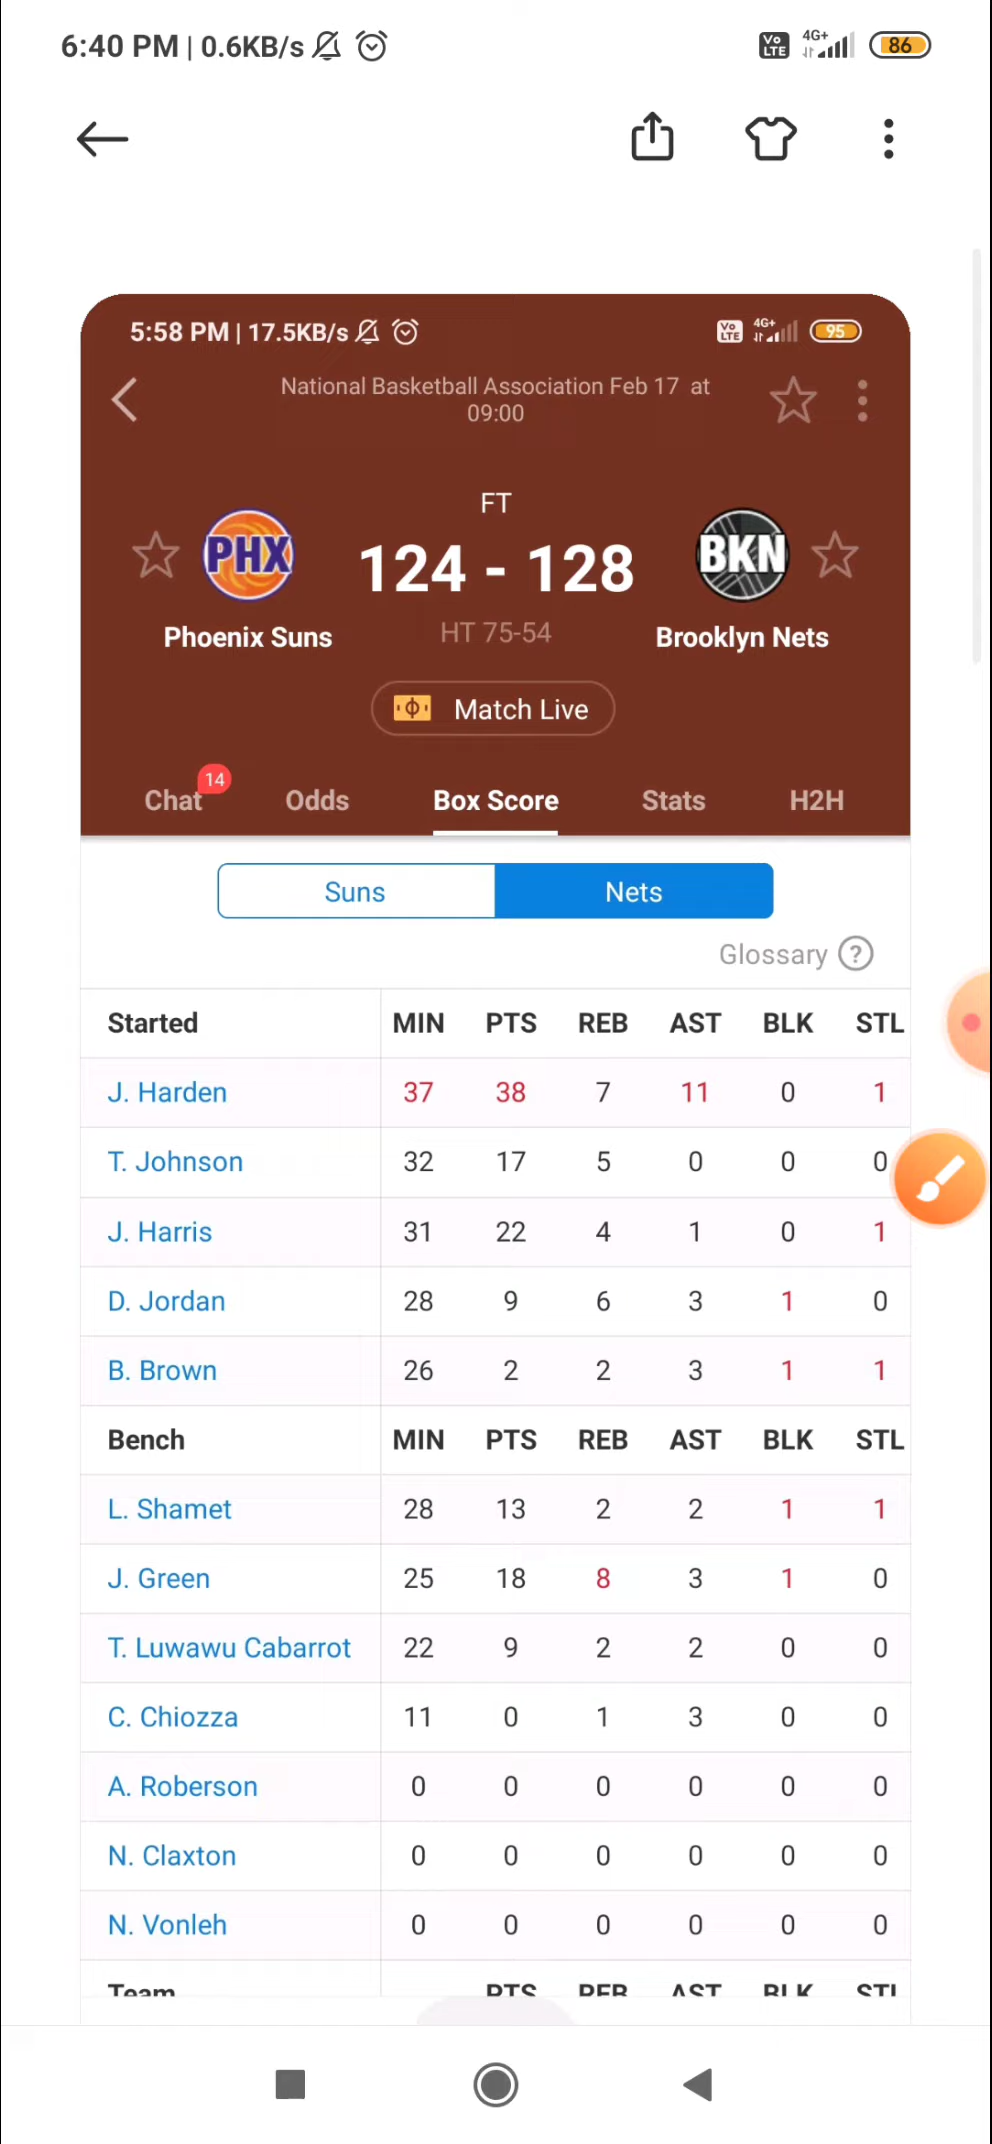 6:40 PM | 0.6KB/s Vo LTE 4G+ 86
5:58 PM | 17.5KB/s Vo LTE 4G+ 95
National Basketball Association Feb 17 at
09:00
FT
PHX 124 - 128 BKN
Phoenix Suns HT 75-54 Brooklyn Nets
Match Live
Chat 14 Odds Box Score Stats H2H
Suns Nets
Glossary ?
Started MIN PTS REB AST BLK STL
J. Harden 37 38 7 11 0 1
T. Johnson 32 17 5 0 0 0
J. Harris 31 22 4 1 0 1
D. Jordan 28 9 6 3 1 0
B. Brown 26 2 2 3 1 1
Bench MIN PTS REB AST BLK STL
L. Shamet 28 13 2 2 1 1
J. Green 25 18 8 3 1 0
T. Luwawu Cabarrot 22 9 2 2 0 0
C. Chiozza 11 0 1 3 0 0
A. Roberson 0 0 0 0 0 0
N. Claxton 0 0 0 0 0 0
N. Vonleh 0 0 0 0 0 0
Team PTS REB AST BLK STL